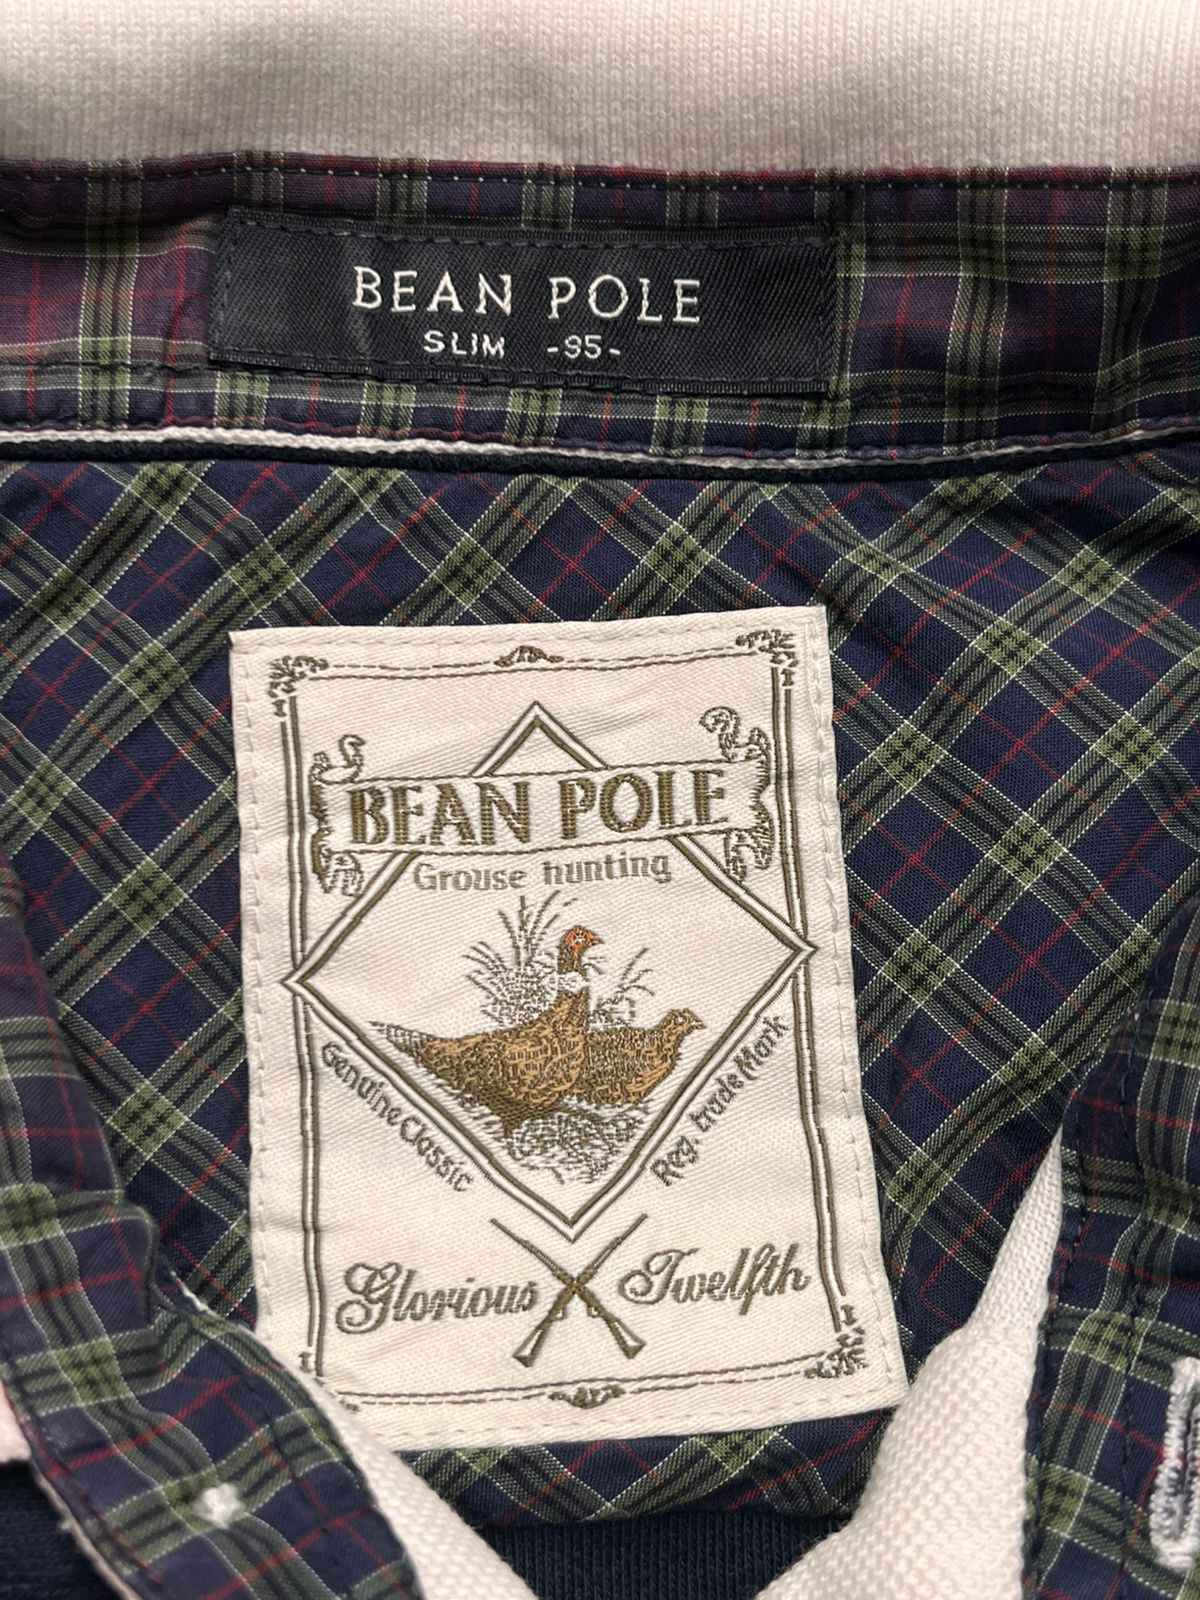 BEAN POLE
SLIM -95-
BEAN POLE
Grouse hunting
Genuine Classic
Reg. trade Mark
Glorious Twelfth